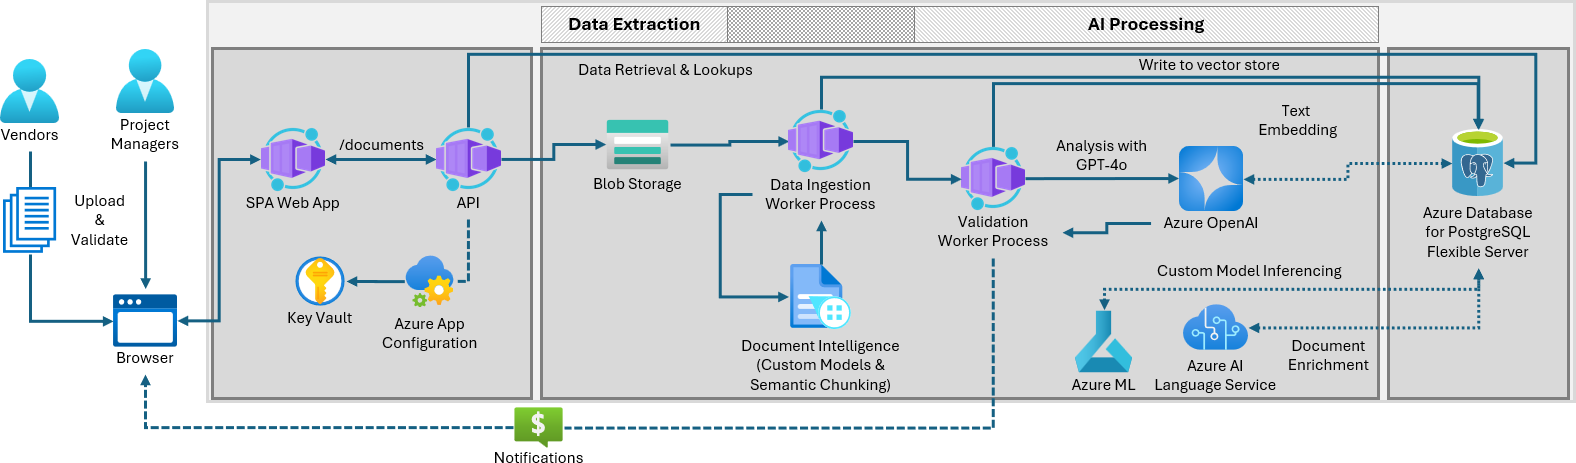 Data Extraction
AI Processing
Data Retrieval & Lookups
Write to vector store
Vendors
Project
Managers
Upload
&
Validate
Browser
SPA Web App
/documents
API
Key Vault
Azure App
Configuration
Blob Storage
Data Ingestion
Worker Process
Document Intelligence
(Custom Models &
Semantic Chunking)
Validation
Worker Process
Analysis with
GPT-4o
Azure OpenAI
Text
Embedding
Azure Database
for PostgreSQL
Flexible Server
Custom Model Inferencing
Azure ML
Azure AI
Language Service
Document
Enrichment
$
Notifications